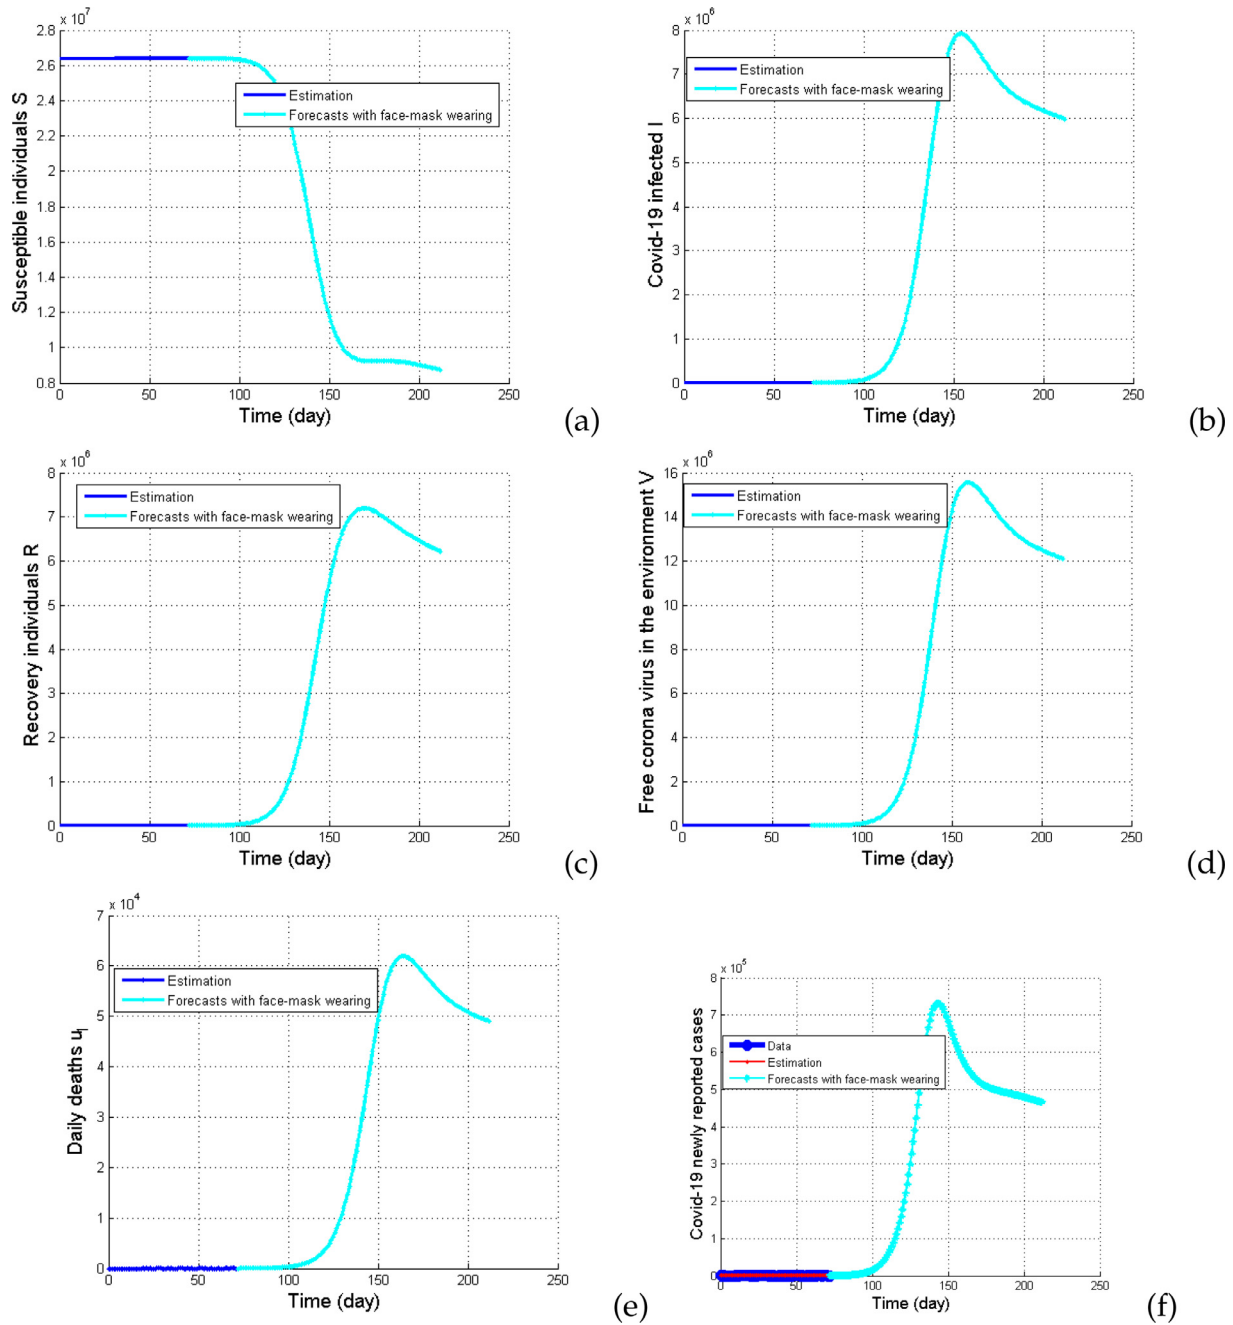 x 10^7
2.8
2.6
2.4
2.2
2
1.8
1.6
1.4
1.2
1
0.8
0 50 100 150 200 250
Susceptible individuals S
Time (day)
Estimation
Forecasts with face-mask wearing
(a)
x 10^6
8
7
6
5
4
3
2
1
0
0 50 100 150 200 250
Covid-19 infected I
Time (day)
Estimation
Forecasts with face-mask wearing
(b)
x 10^6
8
7
6
5
4
3
2
1
0
0 50 100 150 200 250
Recovery individuals R
Time (day)
Estimation
Forecasts with face-mask wearing
(c)
x 10^6
16
14
12
10
8
6
4
2
0
0 50 100 150 200 250
Free corona virus in the environment V
Time (day)
Estimation
Forecasts with face-mask wearing
(d)
x 10^4
7
6
5
4
3
2
1
0
0 50 100 150 200 250
Daily deaths u_I
Time (day)
Estimation
Forecasts with face-mask wearing
(e)
x 10^5
8
7
6
5
4
3
2
1
0
0 50 100 150 200 250
Covid-19 newly reported cases
Time (day)
Data
Estimation
Forecasts with face-mask wearing
(f)